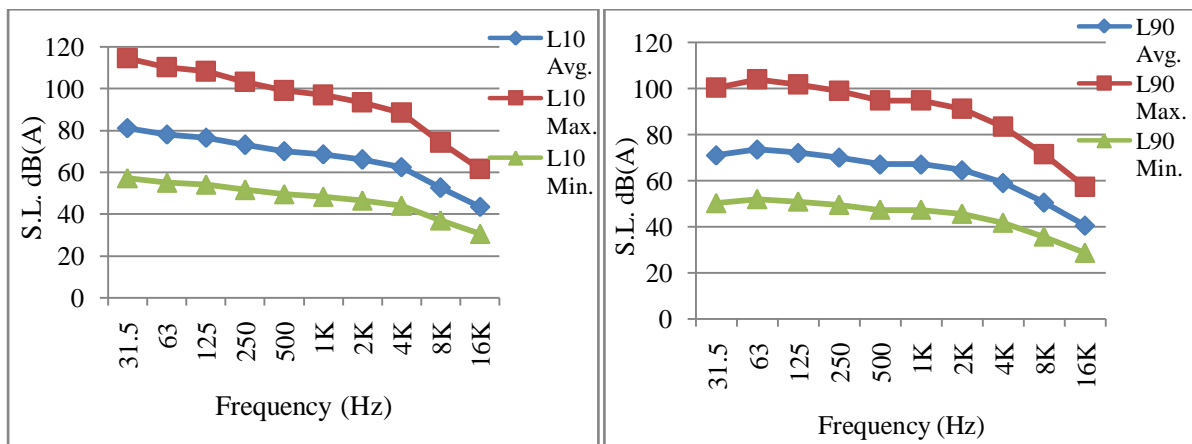 120
100
80
60
40
20
0
S.L. dB(A)
31.5 63 125 250 500 1K 2K 4K 8K 16K
Frequency (Hz)
L10
Avg.
L10
Max.
L10
Min.
120
100
80
60
40
20
0
S.L. dB(A)
31.5 63 125 250 500 1K 2K 4K 8K 16K
Frequency (Hz)
L90
Avg.
L90
Max.
L90
Min.